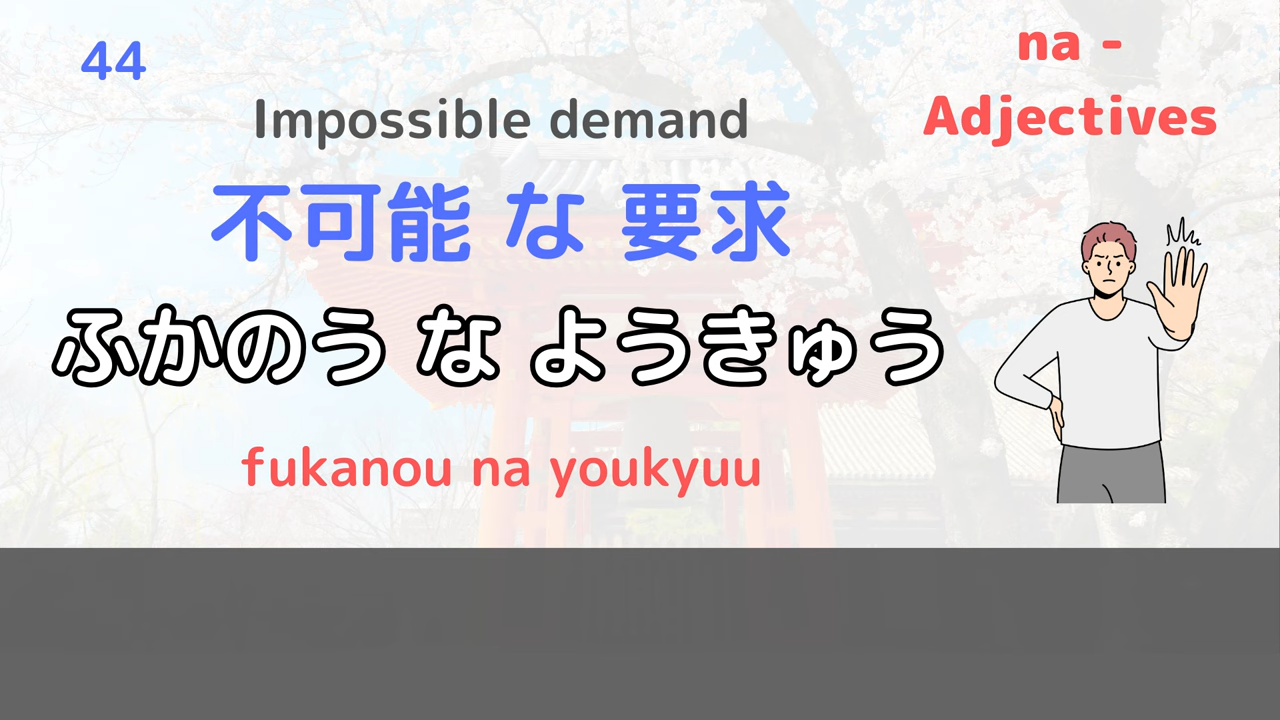 44
na -
Adjectives
Impossible demand
不可能 な 要求
ふかのう な ようきゅう
fukanou na youkyuu